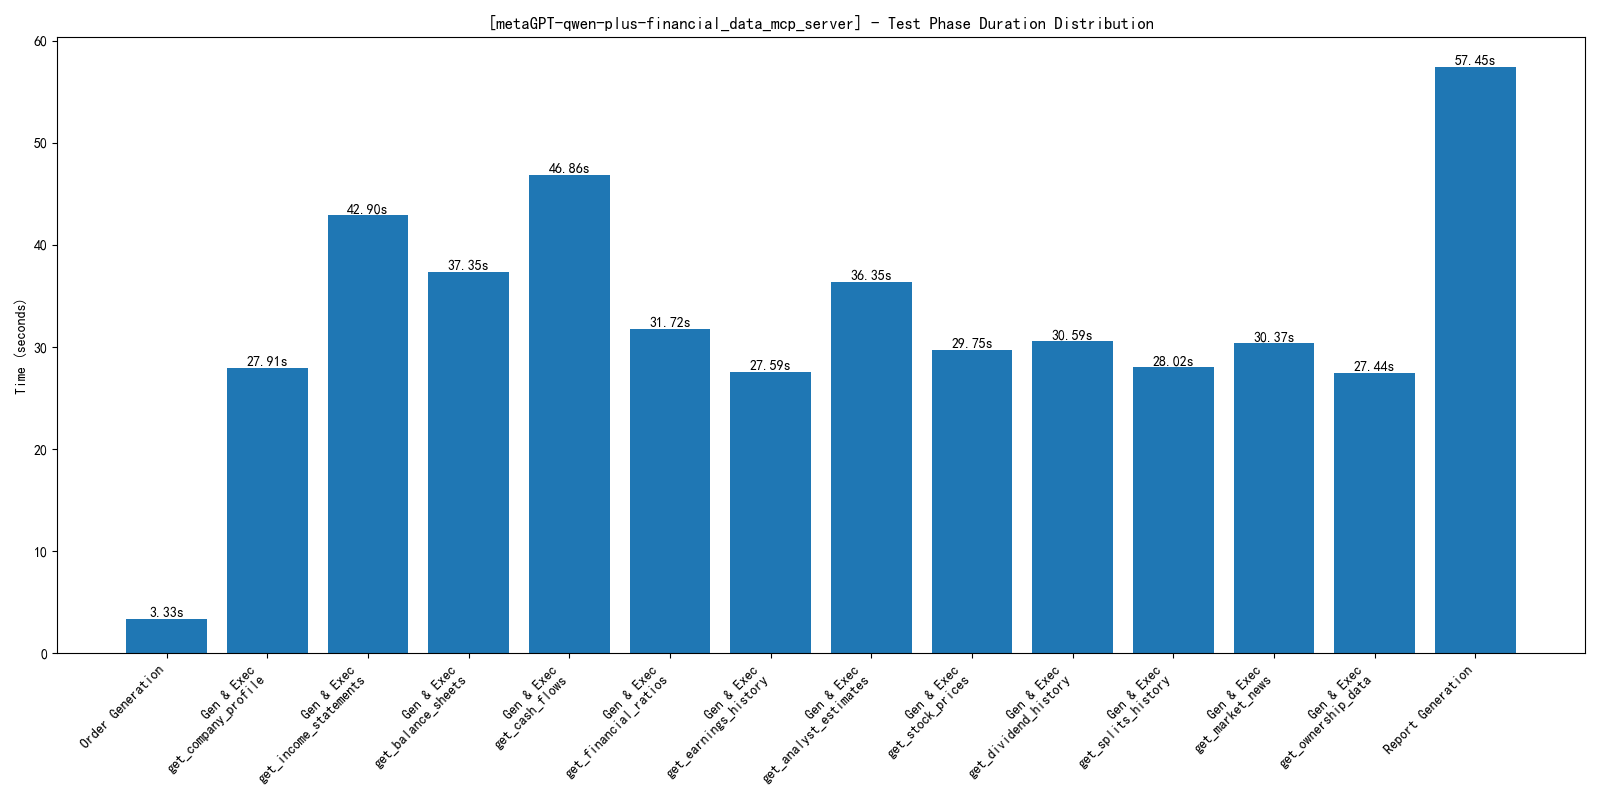 [metaGPT-qwen-plus-financial_data_mcp_server] - Test Phase Duration Distribution
Time (seconds)
60
50
40
30
20
10
0
3.33s
27.91s
42.90s
37.35s
46.86s
31.72s
27.59s
36.35s
29.75s
30.59s
28.02s
30.37s
27.44s
57.45s
Order Generation
Gen & Exec
get_company_profile
Gen & Exec
get_income_statements
Gen & Exec
get_balance_sheets
Gen & Exec
get_cash_flows
Gen & Exec
get_financial_ratios
Gen & Exec
get_earnings_history
Gen & Exec
get_analyst_estimates
Gen & Exec
get_stock_prices
Gen & Exec
get_dividend_history
Gen & Exec
get_splits_history
Gen & Exec
get_market_news
Gen & Exec
get_ownership_data
Report Generation